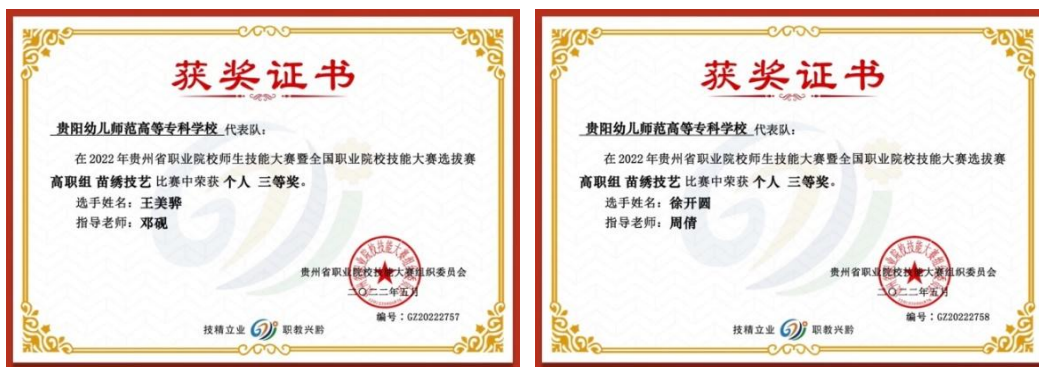 获奖证书
贵阳幼儿师范高等专科学校 代表队：
在 2022 年贵州省职业院校师生技能大赛暨全国职业院校技能大赛选拔赛
高职组 苗绣技艺 比赛中荣获 个人 三等奖。
选手姓名：王美骅
指导老师：邓砚
贵州省职业院校技能大赛组织委员会
二〇二二年五月
编号：GZ20222757
技精立业 职教兴黔
获奖证书
贵阳幼儿师范高等专科学校 代表队：
在 2022 年贵州省职业院校师生技能大赛暨全国职业院校技能大赛选拔赛
高职组 苗绣技艺 比赛中荣获 个人 三等奖。
选手姓名：徐开圆
指导老师：周倩
贵州省职业院校技能大赛组织委员会
二〇二二年五月
编号：GZ20222758
技精立业 职教兴黔